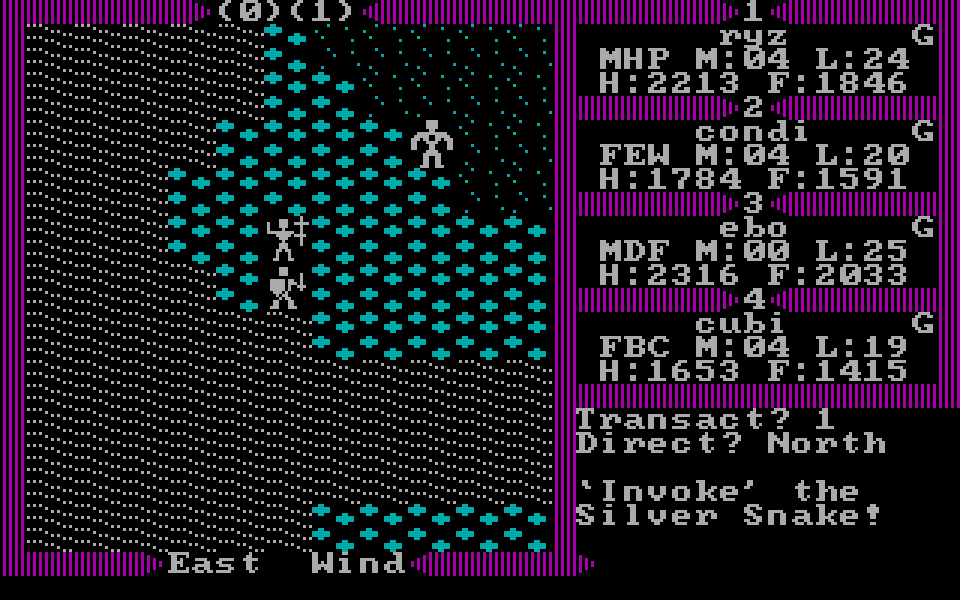 (0)(1)
1
ryz G
MHP M:04 L:24
H:2213 F:1846
2
condi G
FEW M:04 L:20
H:1784 F:1591
3
ebo G
MDF M:00 L:25
H:2316 F:2033
4
cubi G
FBC M:04 L:19
H:1653 F:1415
Transact? 1
Direct? North
'Invoke' the
Silver Snake!
East Wind